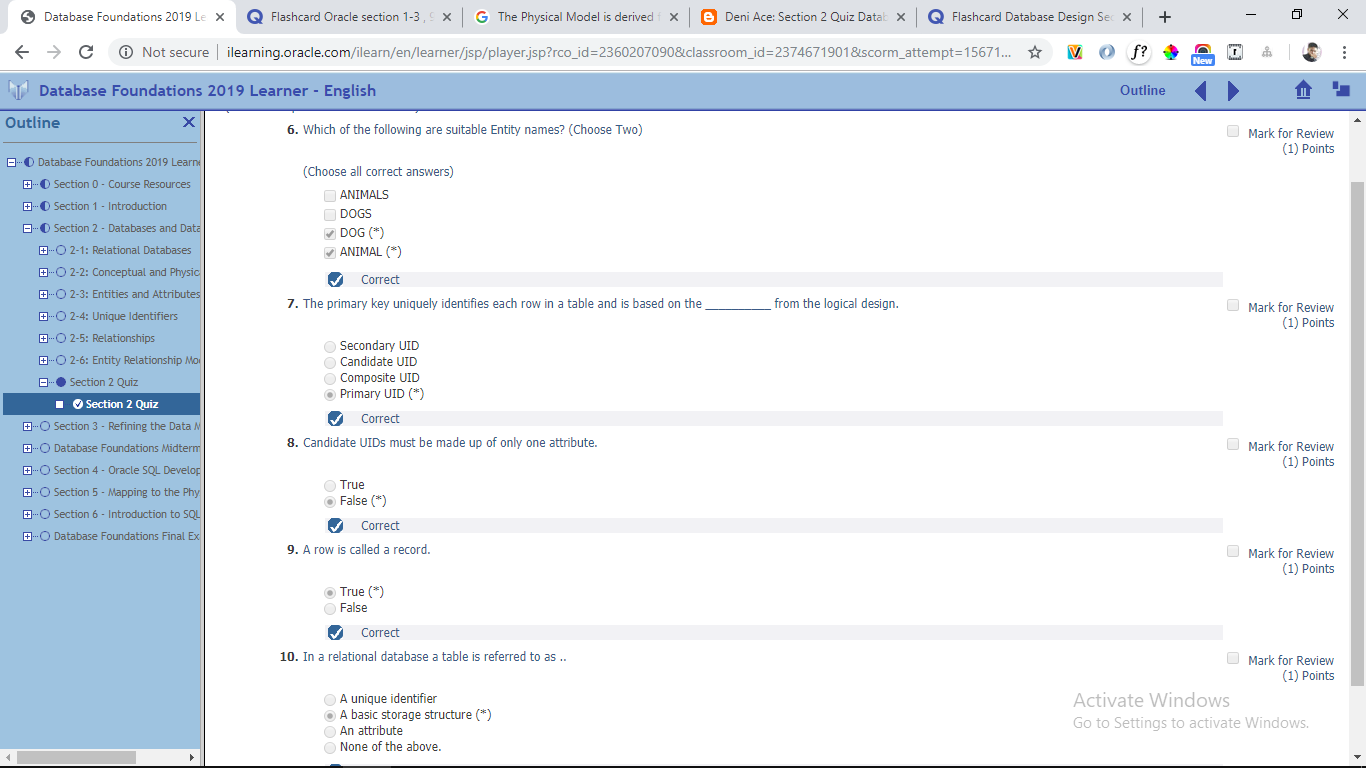 Database Foundations 2019 Le
Flashcard Oracle section 1-3 , 9
The Physical Model is derived f
Deni Ace: Section 2 Quiz Datab
Flashcard Database Design Sec
Not secure
ilearning.oracle.com/ilearn/en/learner/jsp/player.jsp?rco_id=2360207090&classroom_id=2374671901&scorm_attempt=15671...
f?
New
Database Foundations 2019 Learner - English
Outline
Outline
Database Foundations 2019 Learne
Section 0 - Course Resources
Section 1 - Introduction
Section 2 - Databases and Data
2-1: Relational Databases
2-2: Conceptual and Physic
2-3: Entities and Attributes
2-4: Unique Identifiers
2-5: Relationships
2-6: Entity Relationship Mo
Section 2 Quiz
Section 2 Quiz
Section 3 - Refining the Data M
Database Foundations Midterm
Section 4 - Oracle SQL Develop
Section 5 - Mapping to the Phy
Section 6 - Introduction to SQL
Database Foundations Final Ex
6. Which of the following are suitable Entity names? (Choose Two)
Mark for Review
(1) Points
(Choose all correct answers)
ANIMALS
DOGS
DOG (*)
ANIMAL (*)
Correct
7. The primary key uniquely identifies each row in a table and is based on the __________ from the logical design.
Mark for Review
(1) Points
Secondary UID
Candidate UID
Composite UID
Primary UID (*)
Correct
8. Candidate UIDs must be made up of only one attribute.
Mark for Review
(1) Points
True
False (*)
Correct
9. A row is called a record.
Mark for Review
(1) Points
True (*)
False
Correct
10. In a relational database a table is referred to as ..
Mark for Review
(1) Points
A unique identifier
A basic storage structure (*)
An attribute
None of the above.
Activate Windows
Go to Settings to activate Windows.